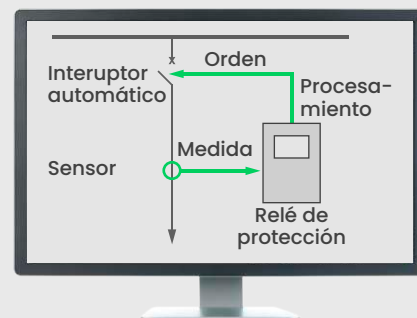 Orden
Interuptor
automático
Procesa-
miento
Medida
Sensor
Relé de
protección